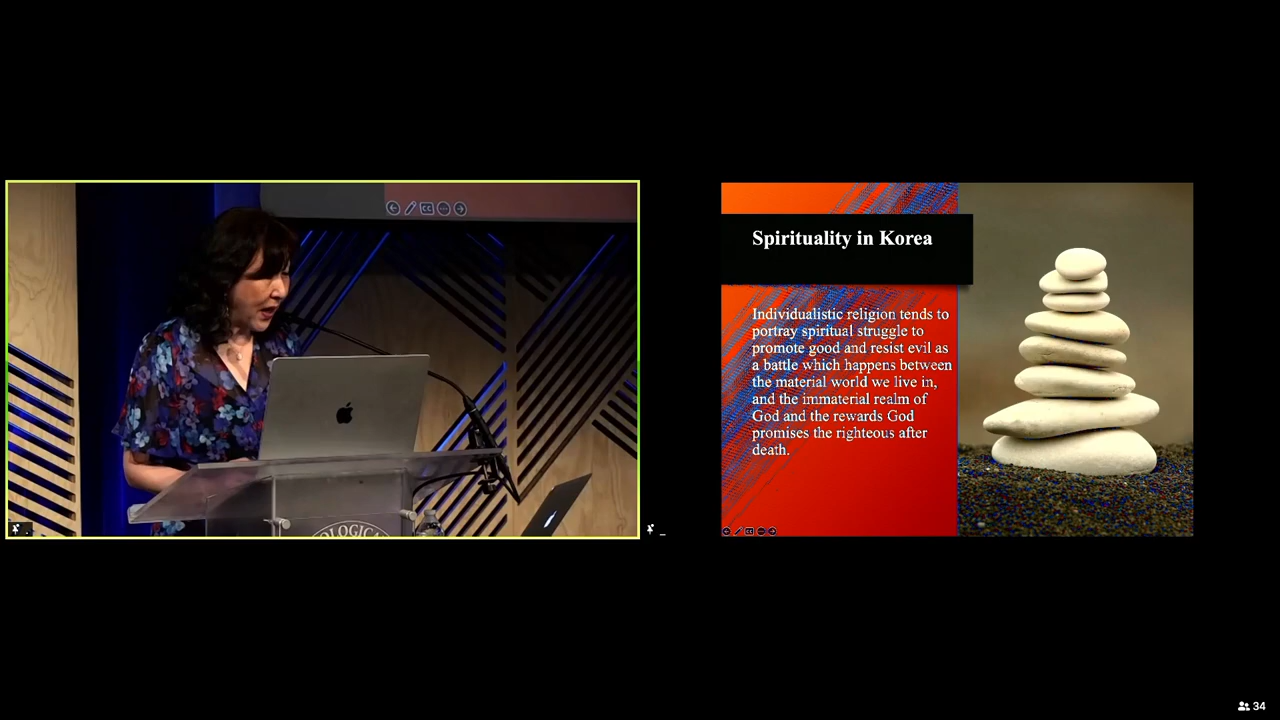 OLOGICA
Spirituality in Korea
Individualistic religion tends to
portray spiritual struggle to
promote good and resist evil as
a battle which happens between
the material world we live in,
and the immaterial realm of
God and the rewards God
promises the righteous after
death.
34